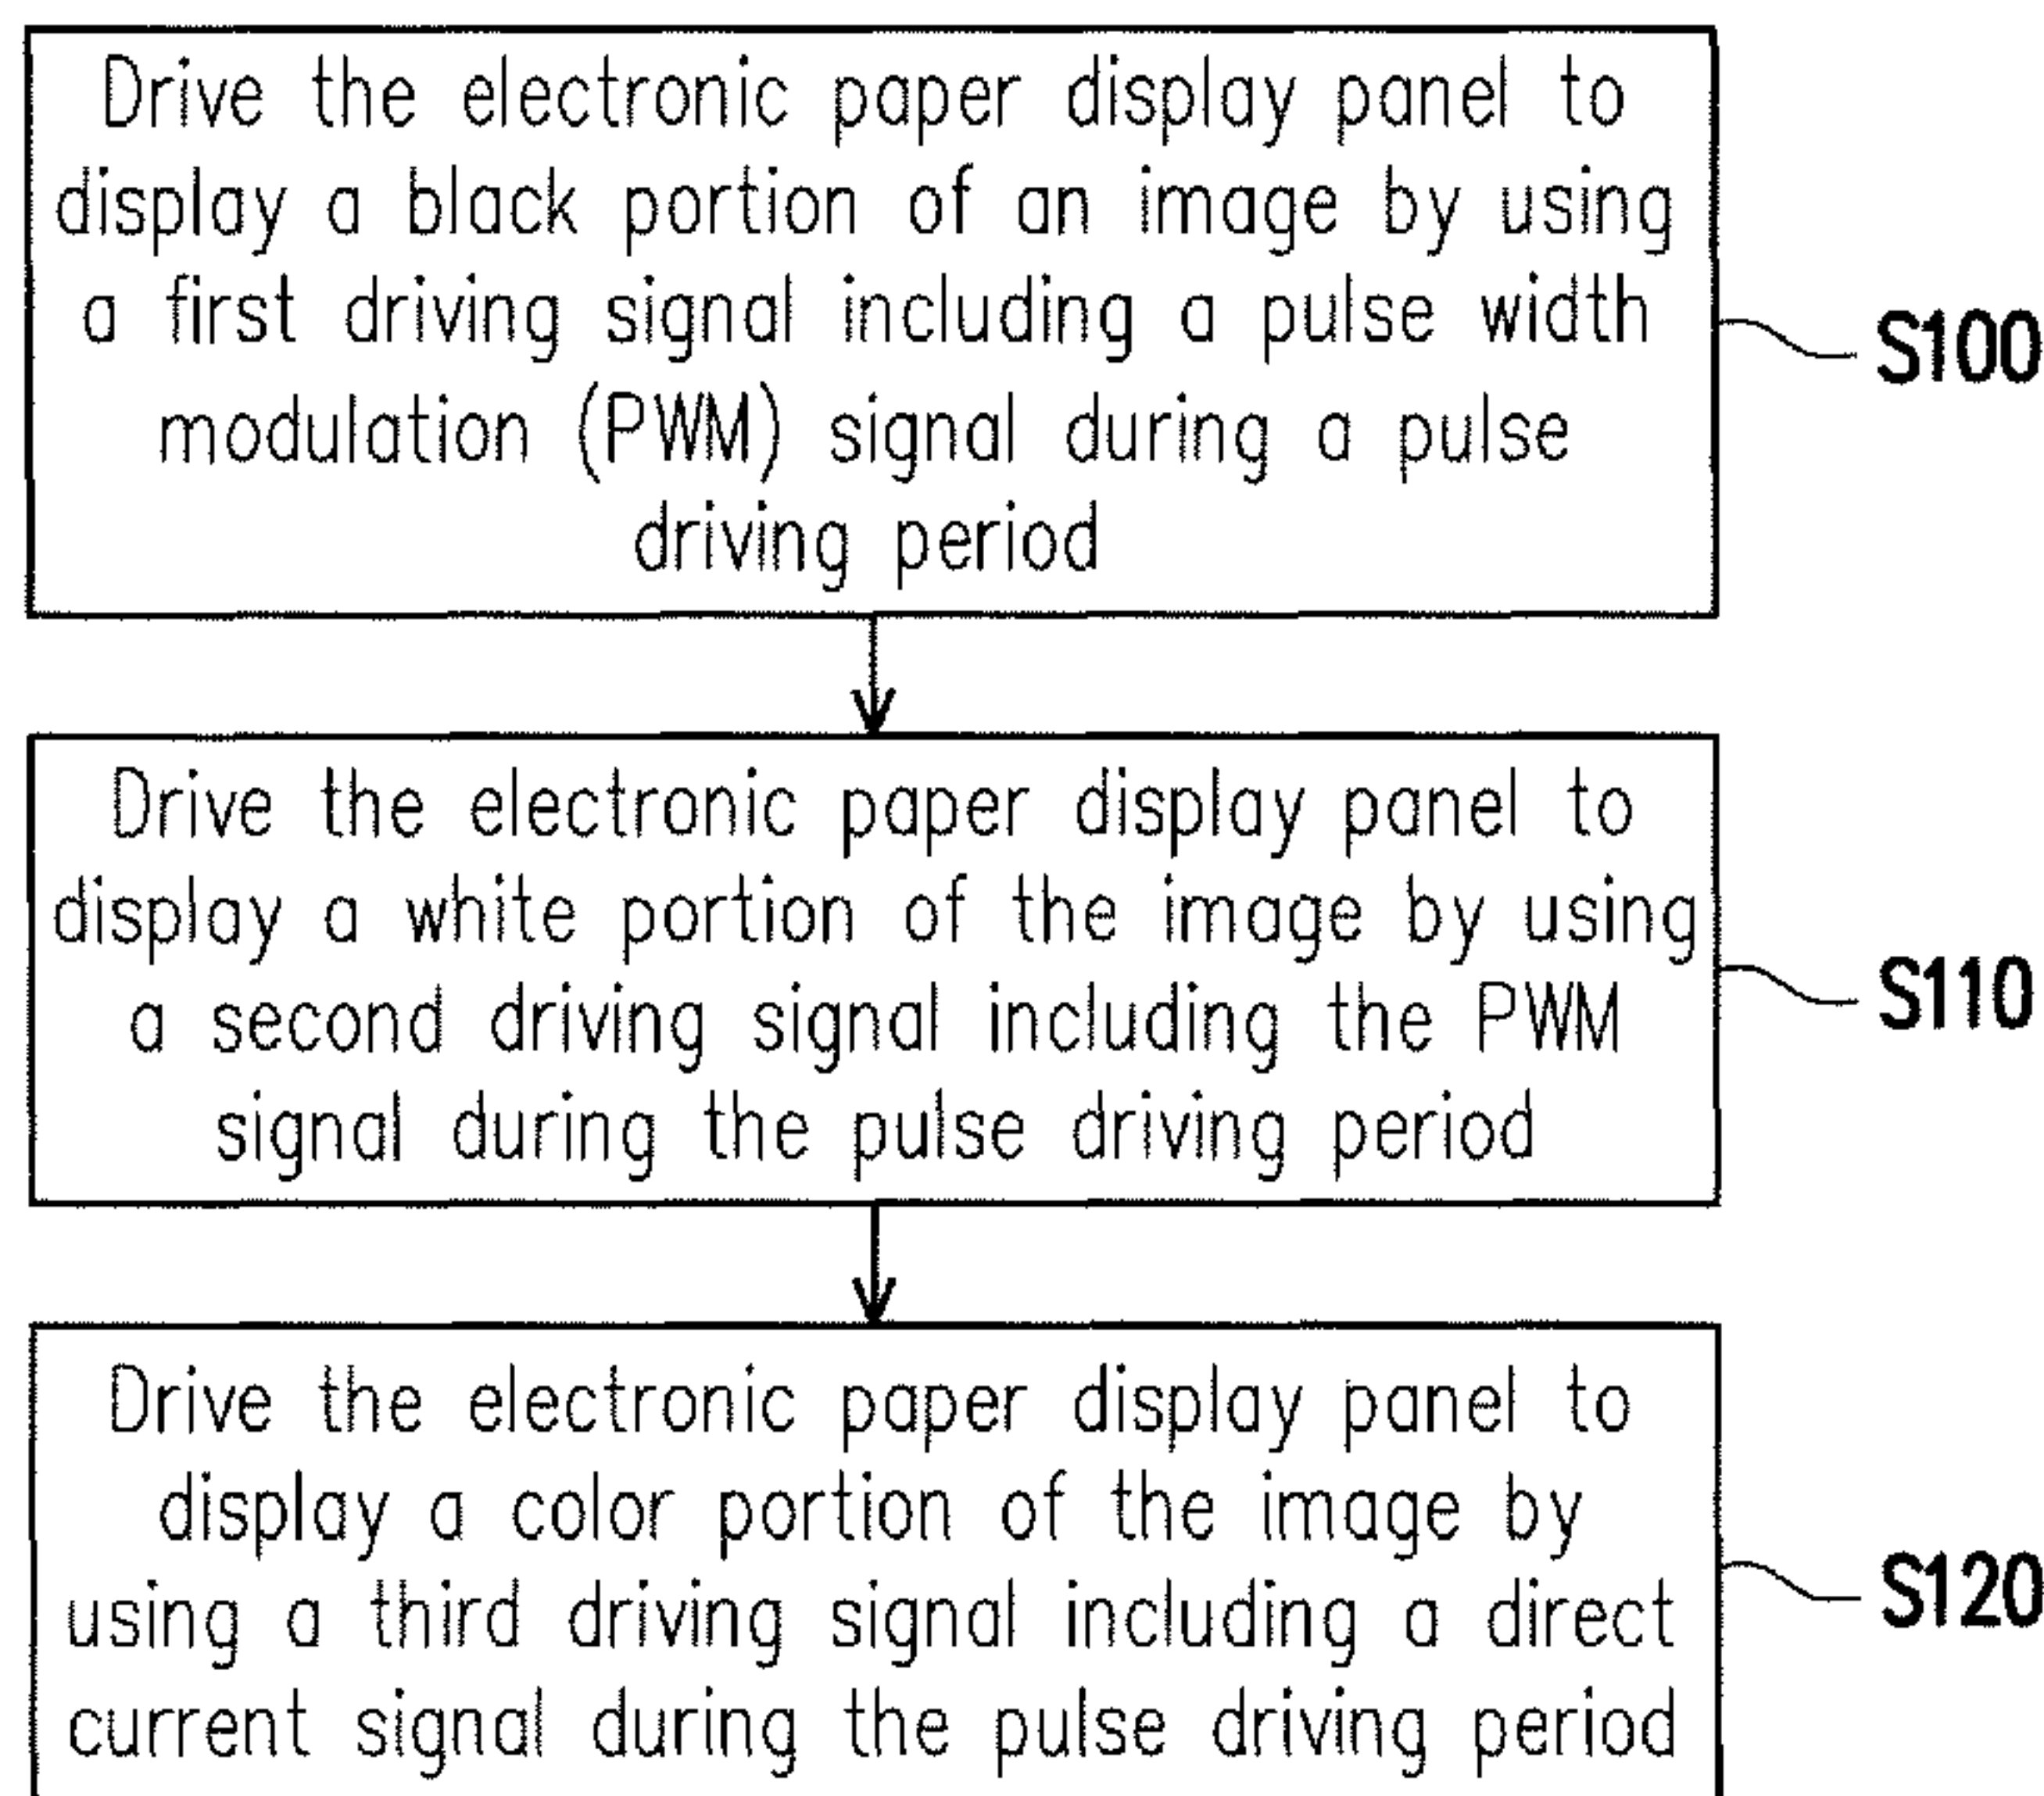 Drive the electronic paper display panel to
display a black portion of an image by using
a first driving signal including a pulse width
modulation (PWM) signal during a pulse
driving period
S100
Drive the electronic paper display panel to
display a white portion of the image by using
a second driving signal including the PWM
signal during the pulse driving period
S110
Drive the electronic paper display panel to
display a color portion of the image by
using a third driving signal including a direct
current signal during the pulse driving period
S120